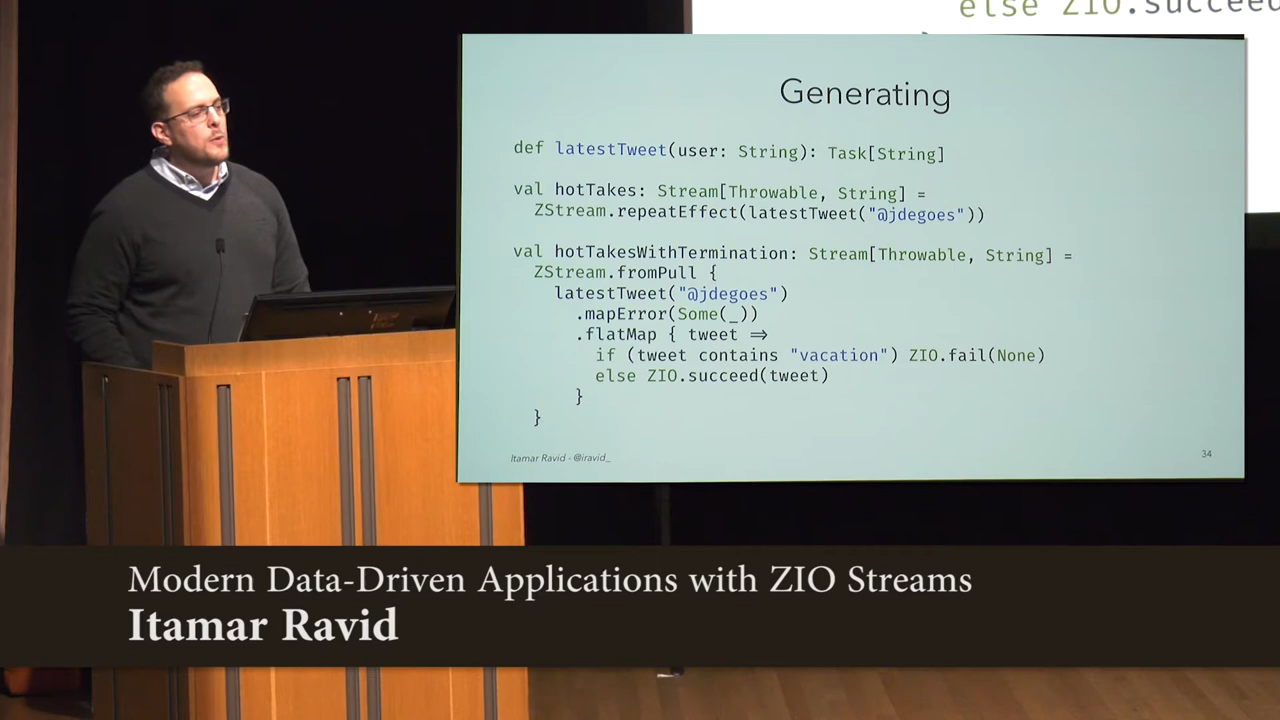 else ZIO.succeed
Generating
def latestTweet(user: String): Task[String]
val hotTakes: Stream[Throwable, String] =
ZStream.repeatEffect(latestTweet("@jdegoes"))
val hotTakesWithTermination: Stream[Throwable, String] =
ZStream.fromPull {
latestTweet("@jdegoes")
.mapError(Some(_))
.flatMap { tweet ⇒
if (tweet contains "vacation") ZIO.fail(None)
else ZIO.succeed(tweet)
}
}
Itamar Ravid - @iravid_
34
Modern Data-Driven Applications with ZIO Streams
Itamar Ravid